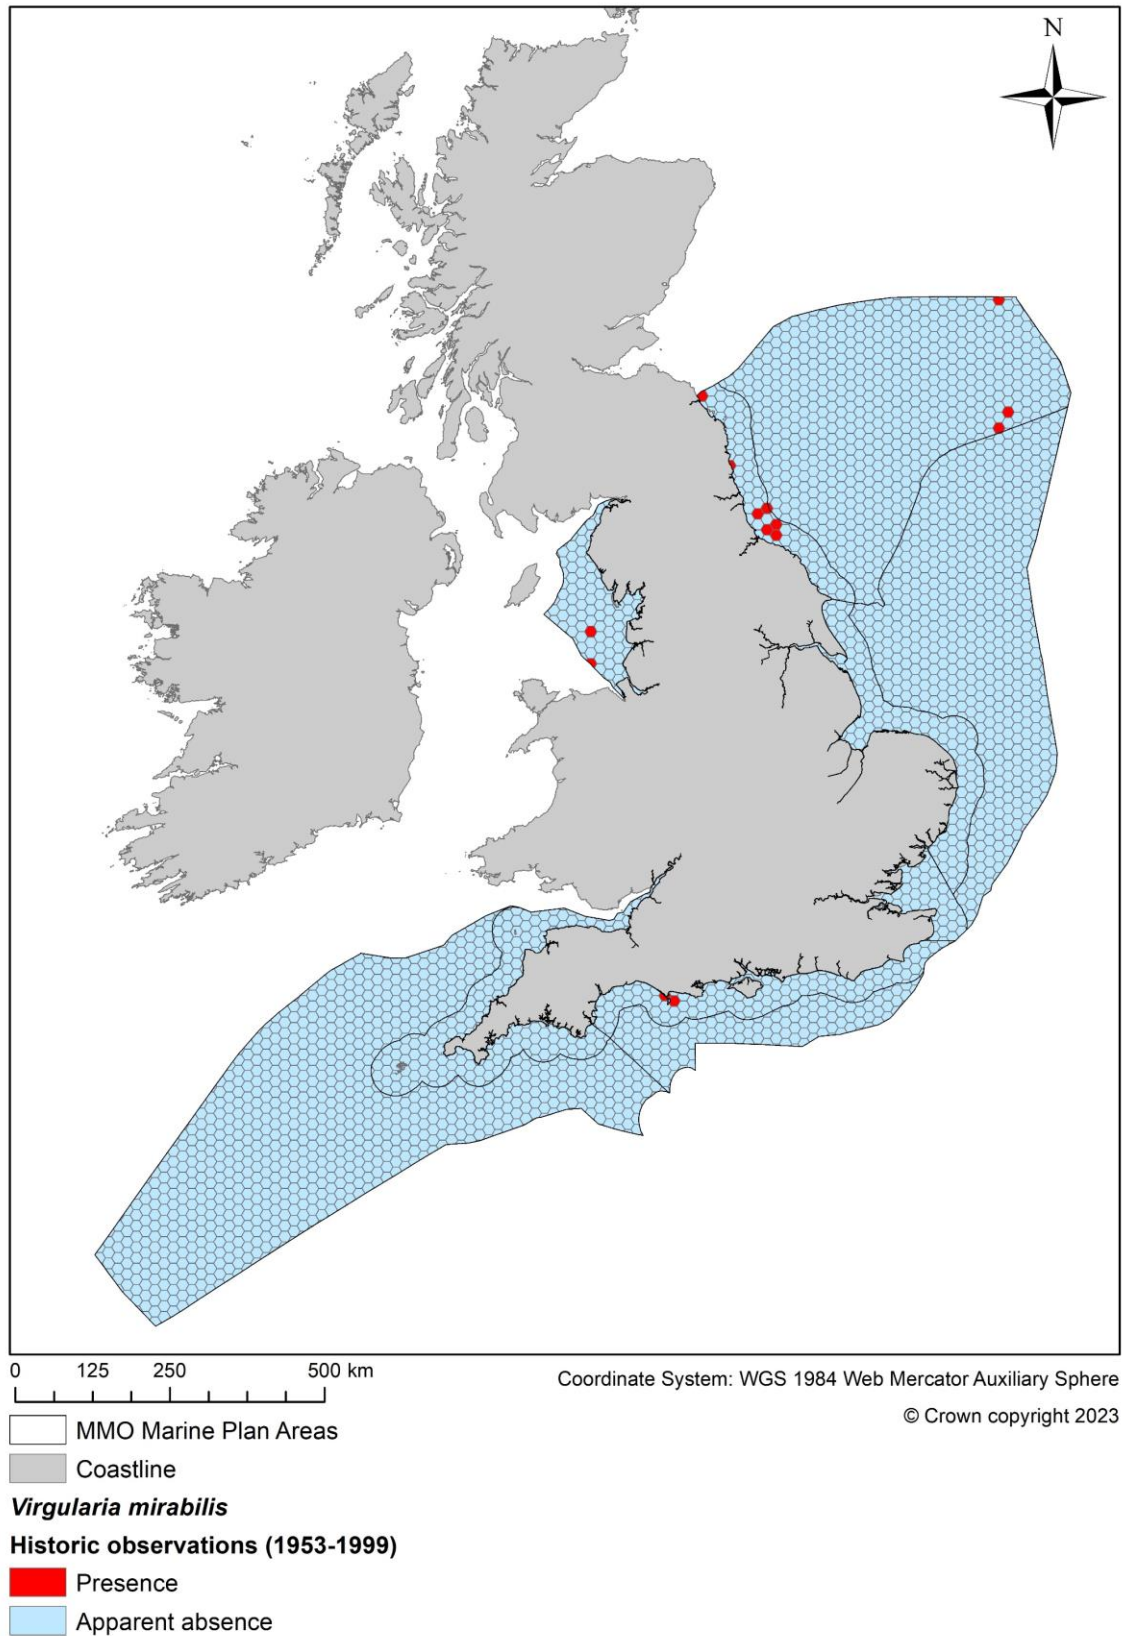 N
0 125 250 500 km
Coordinate System: WGS 1984 Web Mercator Auxiliary Sphere
© Crown copyright 2023
MMO Marine Plan Areas
Coastline
Virgularia mirabilis
Historic observations (1953-1999)
Presence
Apparent absence